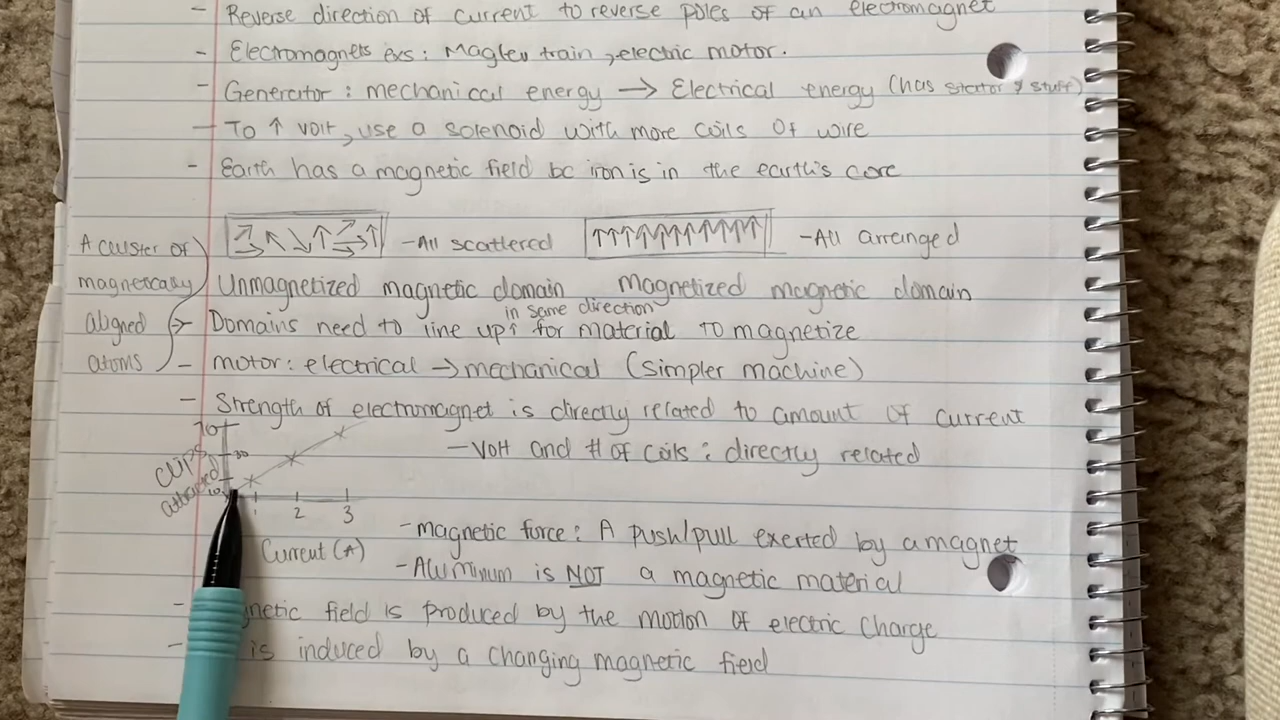 - Reverse direction of current to reverse poles of an electromagnet
- Electromagnets exs: Maglev train, electric motor.
- Generator: mechanical energy → Electrical energy (has stator & stuff)
- To ↑ volt, use a solenoid with more coils of wire
- Earth has a magnetic field bc iron is in the earth's core
- All scattered - All arranged
A cluster of magnetically aligned atoms
Unmagnetized magnetic domain magnetized magnetic domain
in same direction
- Domains need to line up ↑ for material to magnetize
- motor: electrical → mechanical (simpler machine)
- Strength of electromagnet is directly related to amount of current
- Volt and # of coils: directly related
clips attracted
10
1 2 3
Current (A)
- magnetic force: A push/pull exerted by a magnet
- Aluminum is NOT a magnetic material
- gnetic field is produced by the motion of electric charge
- is induced by a changing magnetic field